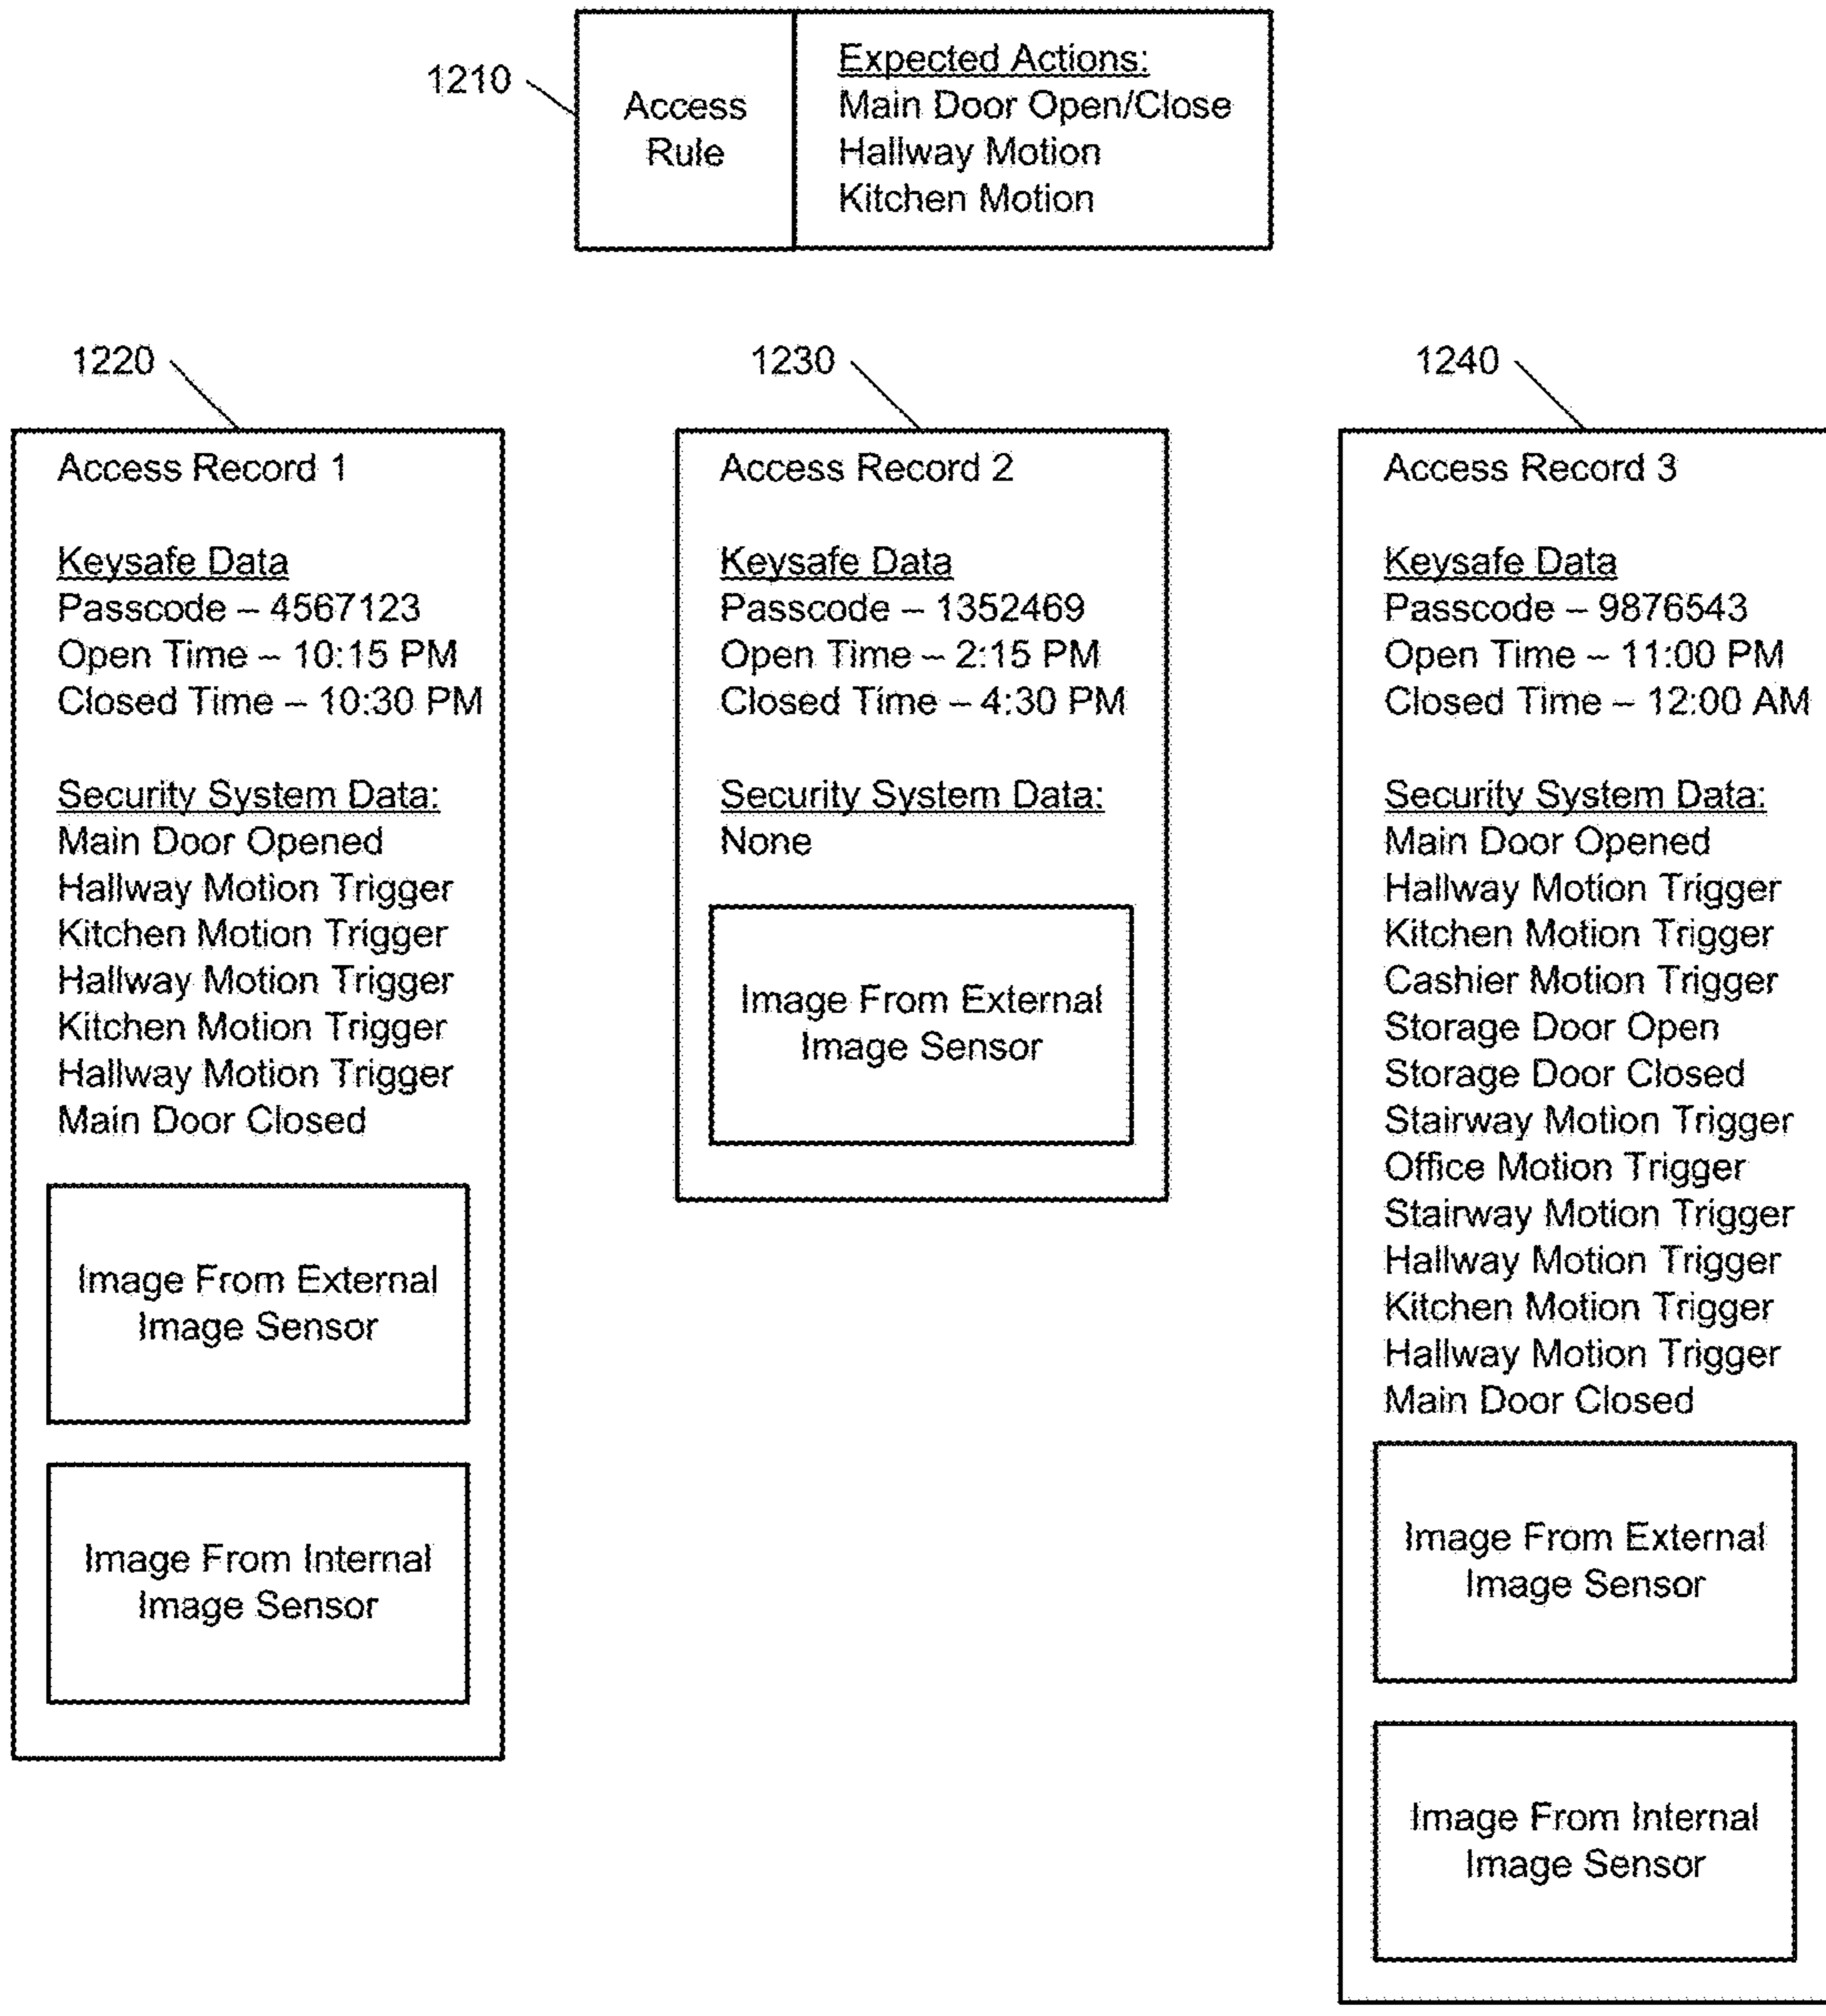 1210
Access
Rule
Expected Actions:
Main Door Open/Close
Hallway Motion
Kitchen Motion
1220
Access Record 1
Keysafe Data
Passcode – 4567123
Open Time – 10:15 PM
Closed Time – 10:30 PM
Security System Data:
Main Door Opened
Hallway Motion Trigger
Kitchen Motion Trigger
Hallway Motion Trigger
Kitchen Motion Trigger
Hallway Motion Trigger
Main Door Closed
Image From External
Image Sensor
Image From Internal
Image Sensor
1230
Access Record 2
Keysafe Data
Passcode – 1352469
Open Time – 2:15 PM
Closed Time – 4:30 PM
Security System Data:
None
Image From External
Image Sensor
1240
Access Record 3
Keysafe Data
Passcode – 9876543
Open Time – 11:00 PM
Closed Time – 12:00 AM
Security System Data:
Main Door Opened
Hallway Motion Trigger
Kitchen Motion Trigger
Cashier Motion Trigger
Storage Door Open
Storage Door Closed
Stairway Motion Trigger
Office Motion Trigger
Stairway Motion Trigger
Hallway Motion Trigger
Kitchen Motion Trigger
Hallway Motion Trigger
Main Door Closed
Image From External
Image Sensor
Image From Internal
Image Sensor